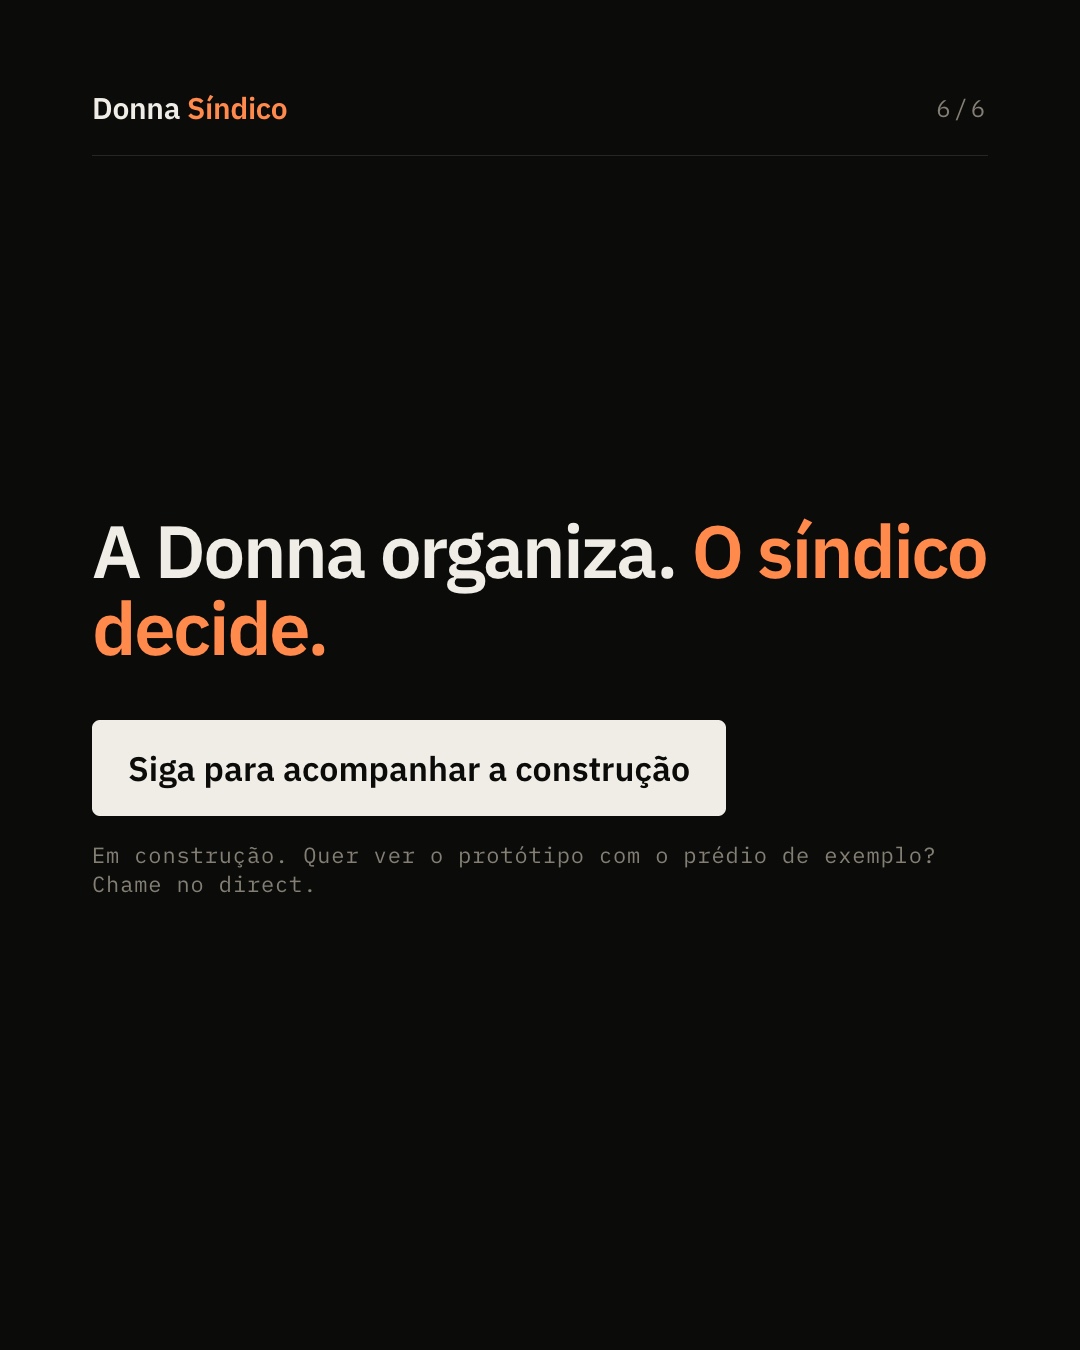 Donna Síndico
6/6
A Donna organiza. O síndico
decide.
Siga para acompanhar a construção
Em construção. Quer ver o protótipo com o prédio de exemplo?
Chame no direct.